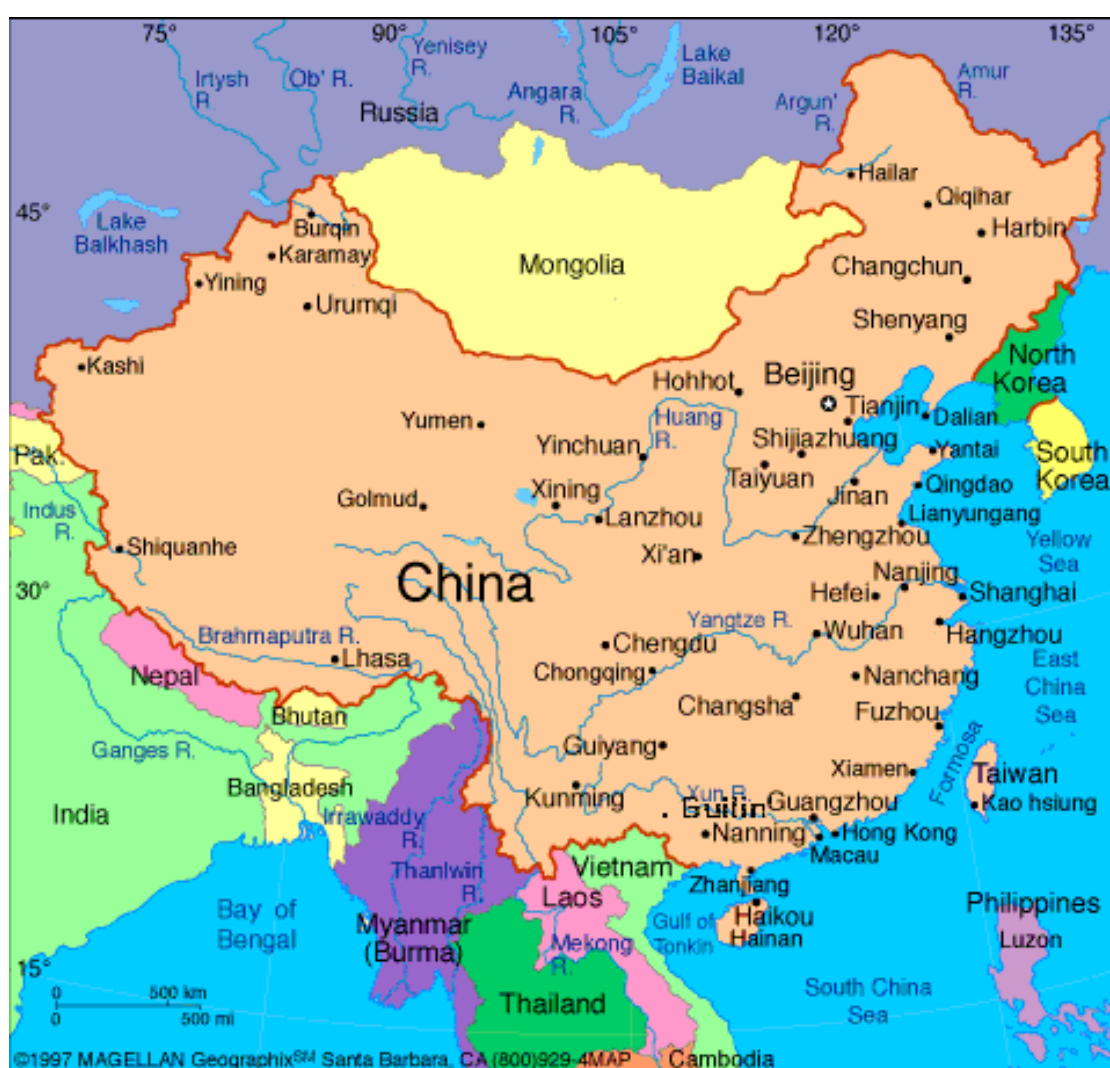 75°
90°
105°
120°
135°
Irtysh
R.
Ob' R.
Yenisey
R.
Lake
Baikal
Angara
R.
Argun'
R.
Amur
R.
Russia
Hailar
Qiqihar
45°
Lake
Balkhash
Burqin
Karamay
Harbin
Mongolia
Changchun
Yining
Urumqi
Shenyang
Kashi
North
Korea
Hohhot
Beijing
Tianjin
Dalian
Yumen
Huang
R.
Yinchuan
Shijiazhuang
Yantai
South
Korea
Pak.
Taiyuan
Golmud
Xining
Jinan
Qingdao
Indus
R.
Lanzhou
Lianyungang
Zhengzhou
Yellow
Sea
Shiquanhe
Xi'an
30°
China
Nanjing
Hefei
Shanghai
Yangtze R.
Wuhan
Hangzhou
Brahmaputra R.
Lhasa
Chengdu
Chongqing
Nanchang
East
China
Sea
Nepal
Changsha
Fuzhou
Bhutan
Ganges R.
Guiyang
Formosa
Xiamen
Taiwan
Bangladesh
Kunming
Xun R.
Guilin
Guangzhou
Kao hsiung
India
Irrawaddy
R.
Nanning
Hong Kong
Macau
Thanlwin
R.
Vietnam
Zhanjiang
Laos
Bay of
Bengal
Myanmar
(Burma)
Gulf of
Tonkin
Haikou
Hainan
Philippines
Luzon
Mekong
R.
15°
0 500 km
0 500 mi
Thailand
South China
Sea
©1997 MAGELLAN Geographix℠ Santa Barbara, CA (800)929-4MAP
Cambodia